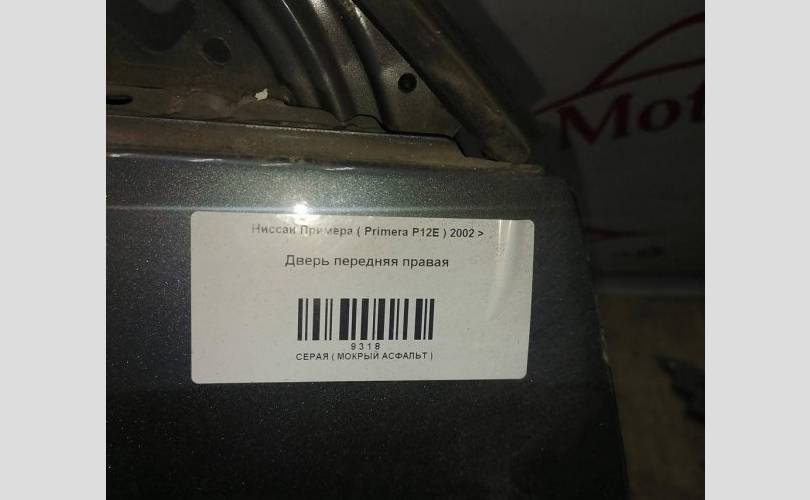 Ниссан Примера ( Primera P12E ) 2002 >
Дверь передняя правая
9318
СЕРАЯ ( МОКРЫЙ АСФАЛЬТ )